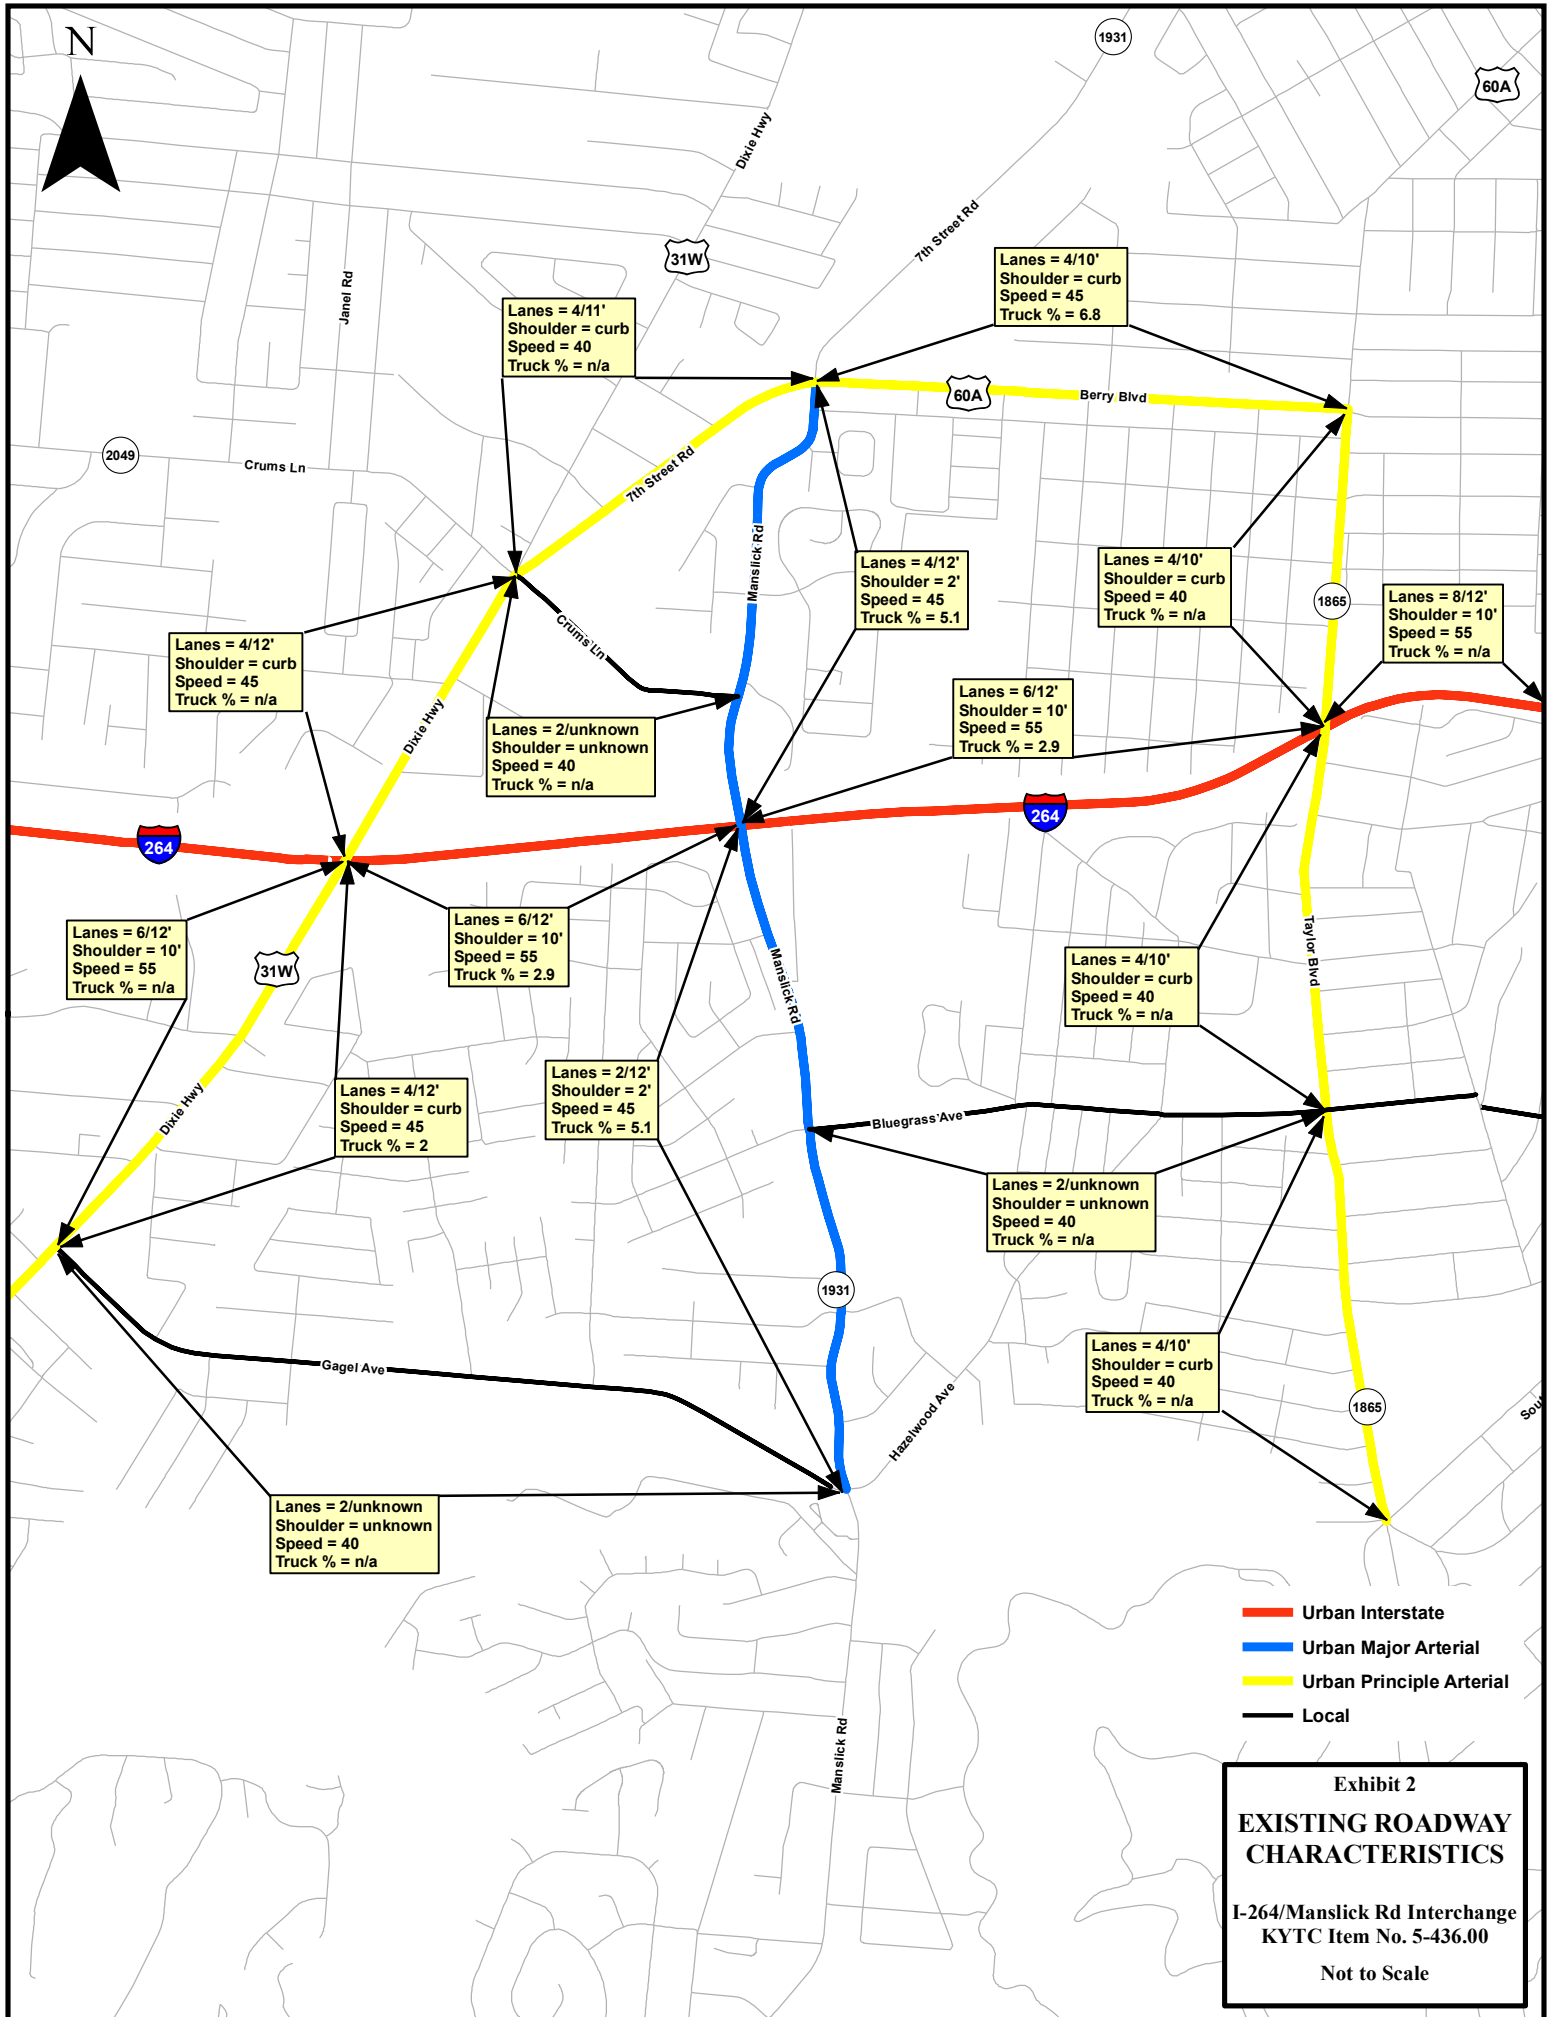 N
1931
60A
Dixie Hwy
7th Street Rd
31W
Janel Rd
Lanes = 4/10'
Shoulder = curb
Speed = 45
Truck % = 6.8
Lanes = 4/11'
Shoulder = curb
Speed = 40
Truck % = n/a
60A
Berry Blvd
2049
Crums Ln
7th Street Rd
Manslick Rd
Lanes = 4/12'
Shoulder = 2'
Speed = 45
Truck % = 5.1
Lanes = 4/10'
Shoulder = curb
Speed = 40
Truck % = n/a
1865
Lanes = 8/12'
Shoulder = 10'
Speed = 55
Truck % = n/a
Crums Ln
Lanes = 4/12'
Shoulder = curb
Speed = 45
Truck % = n/a
Dixie Hwy
Lanes = 2/unknown
Shoulder = unknown
Speed = 40
Truck % = n/a
Lanes = 6/12'
Shoulder = 10'
Speed = 55
Truck % = 2.9
264
264
Lanes = 6/12'
Shoulder = 10'
Speed = 55
Truck % = n/a
31W
Lanes = 6/12'
Shoulder = 10'
Speed = 55
Truck % = 2.9
Manslick Rd
Lanes = 4/10'
Shoulder = curb
Speed = 40
Truck % = n/a
Taylor Blvd
Dixie Hwy
Lanes = 4/12'
Shoulder = curb
Speed = 45
Truck % = 2
Lanes = 2/12'
Shoulder = 2'
Speed = 45
Truck % = 5.1
Bluegrass Ave
Lanes = 2/unknown
Shoulder = unknown
Speed = 40
Truck % = n/a
1931
Gagel Ave
Lanes = 4/10'
Shoulder = curb
Speed = 40
Truck % = n/a
1865
Hazelwood Ave
Sou
Lanes = 2/unknown
Shoulder = unknown
Speed = 40
Truck % = n/a
Manslick Rd
Urban Interstate
Urban Major Arterial
Urban Principle Arterial
Local
Exhibit 2
EXISTING ROADWAY
CHARACTERISTICS
I-264/Manslick Rd Interchange
KYTC Item No. 5-436.00
Not to Scale